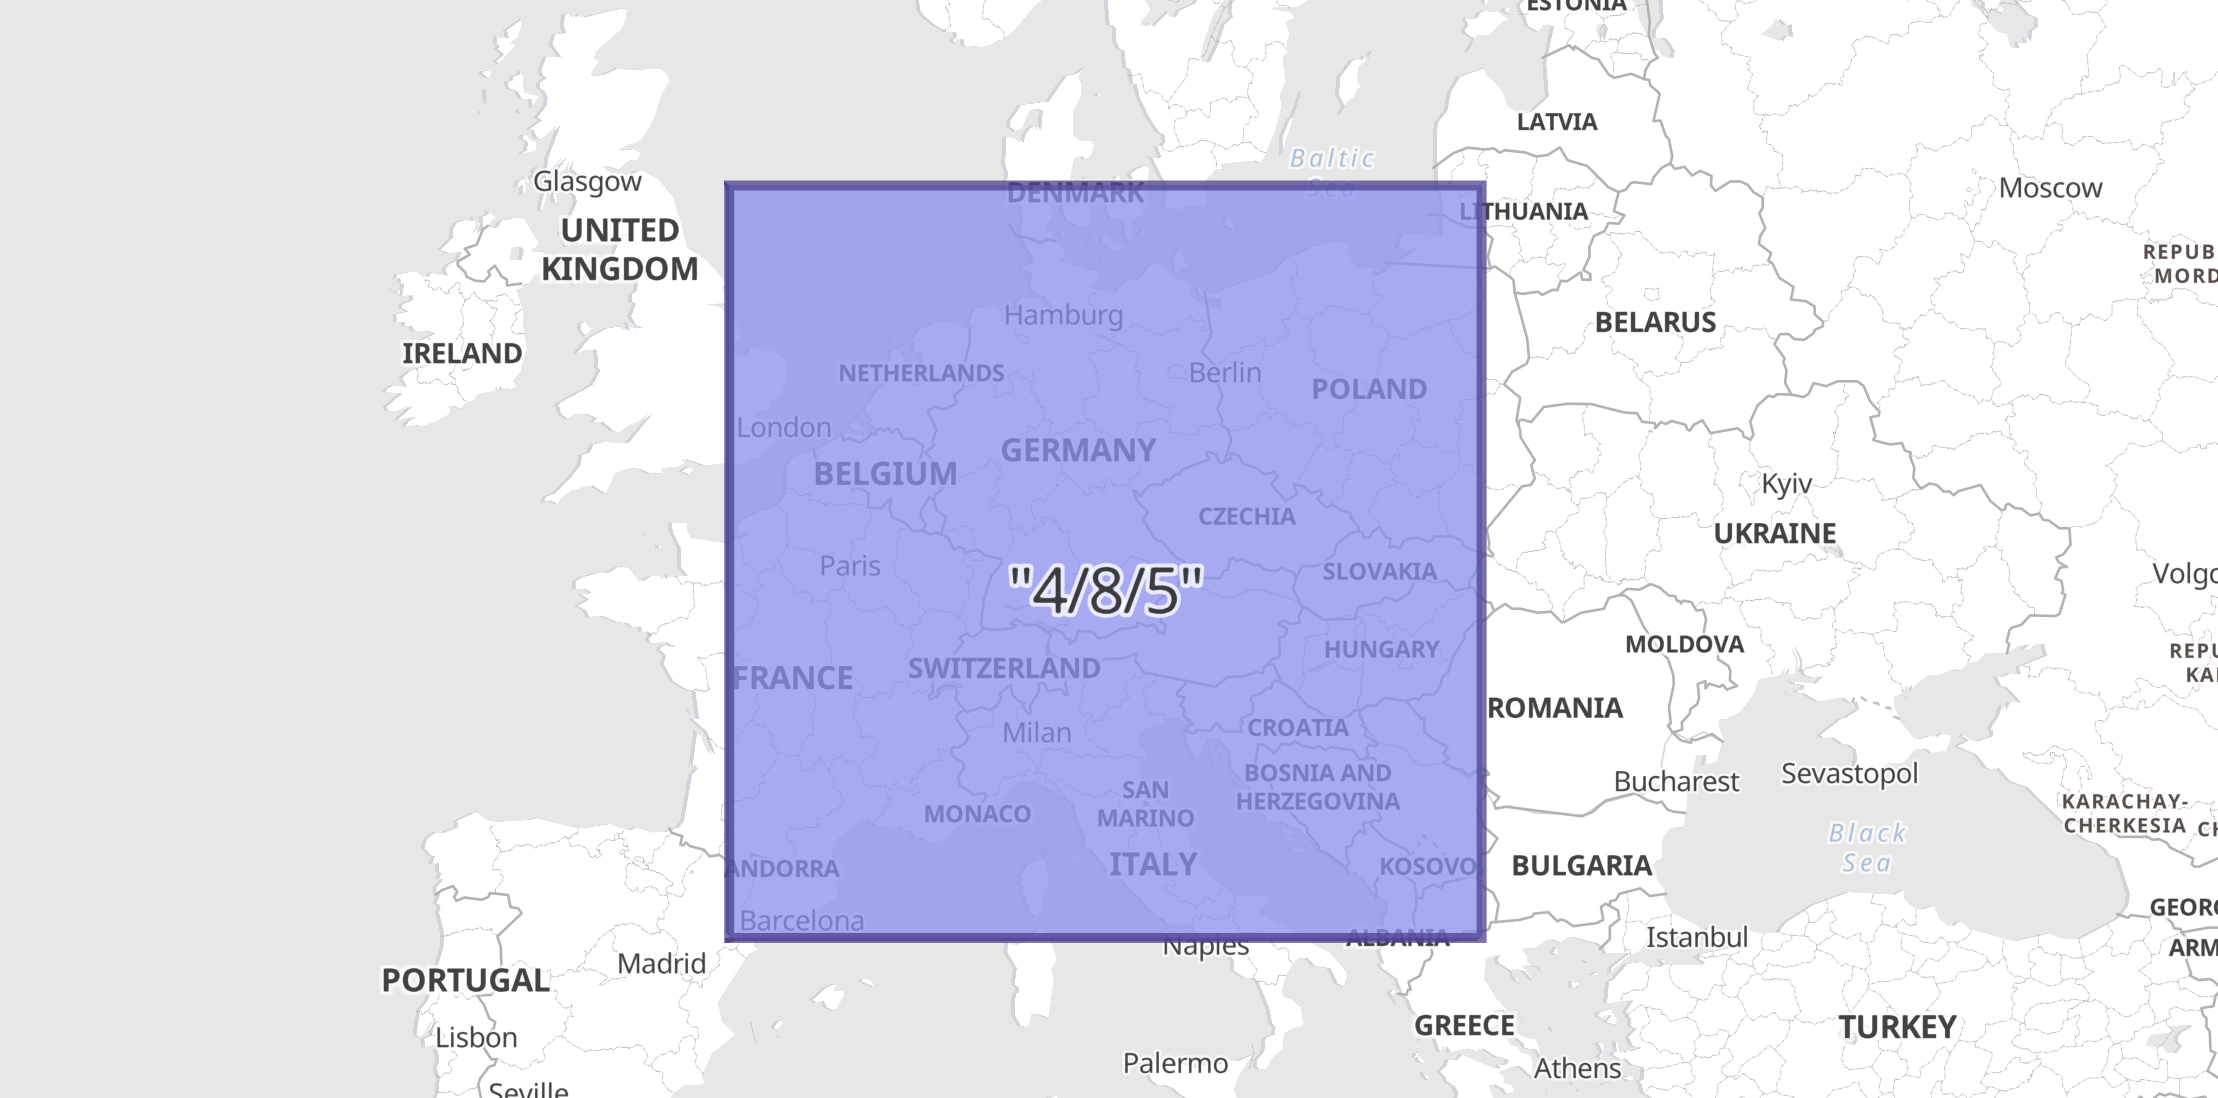 ESTONIA
LATVIA
Baltic
Sea
Glasgow
DENMARK
Moscow
UNITED
KINGDOM
LITHUANIA
REPUB
MORD
Hamburg
BELARUS
IRELAND
NETHERLANDS
Berlin
POLAND
London
GERMANY
BELGIUM
Kyiv
CZECHIA
UKRAINE
Paris
"4/8/5"
SLOVAKIA
Volgo
HUNGARY
MOLDOVA
REPU
KAL
FRANCE
SWITZERLAND
ROMANIA
Milan
CROATIA
BOSNIA AND
HERZEGOVINA
Bucharest
Sevastopol
SAN
MARINO
MONACO
KARACHAY-
CHERKESIA
CH
Black
Sea
ANDORRA
ITALY
KOSOVO
BULGARIA
Barcelona
GEORG
Naples
ALBANIA
Istanbul
ARM
PORTUGAL
Madrid
Lisbon
GREECE
TURKEY
Palermo
Athens
Seville